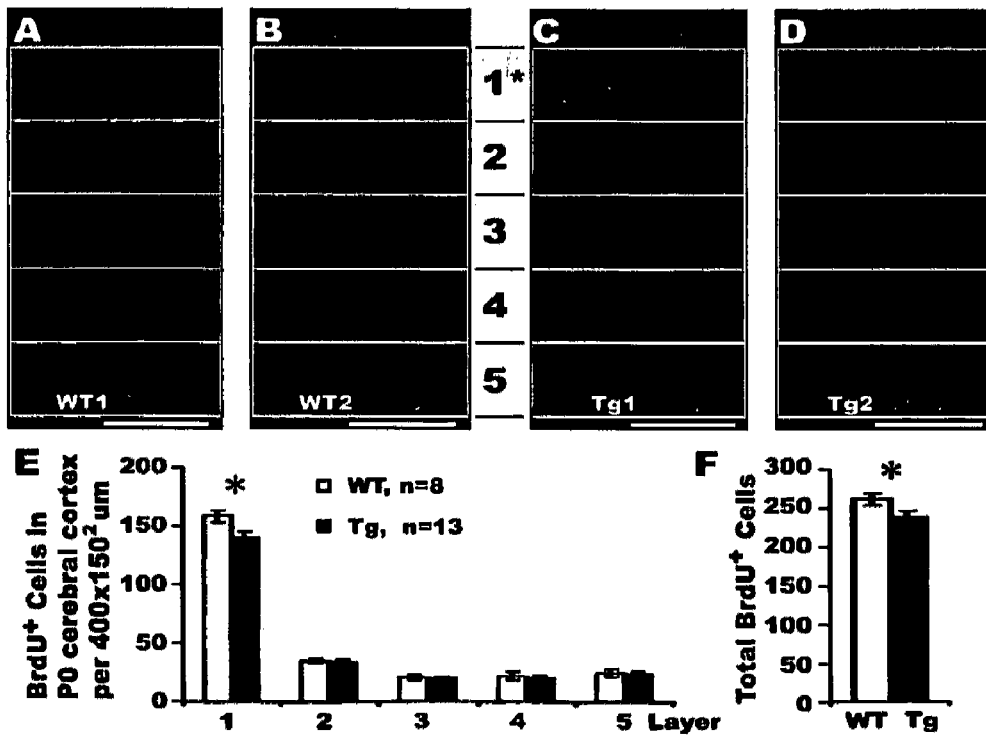 A B C D
1*
2
3
4
5
WT1 WT2 Tg1 Tg2
E
BrdU+ Cells in
P0 cerebral cortex
per 400x150² um
200
150
100
50
0
WT, n=8
Tg, n=13
*
1 2 3 4 5 Layer
F
Total BrdU+ Cells
300
250
200
150
100
50
0
*
WT Tg